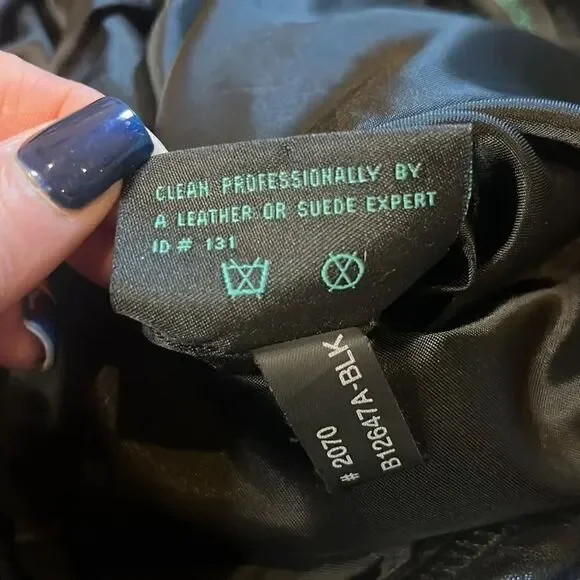 CLEAN PROFESSIONALLY BY
A LEATHER OR SUEDE EXPERT
ID # 131
# 2070
B12647A-BLK